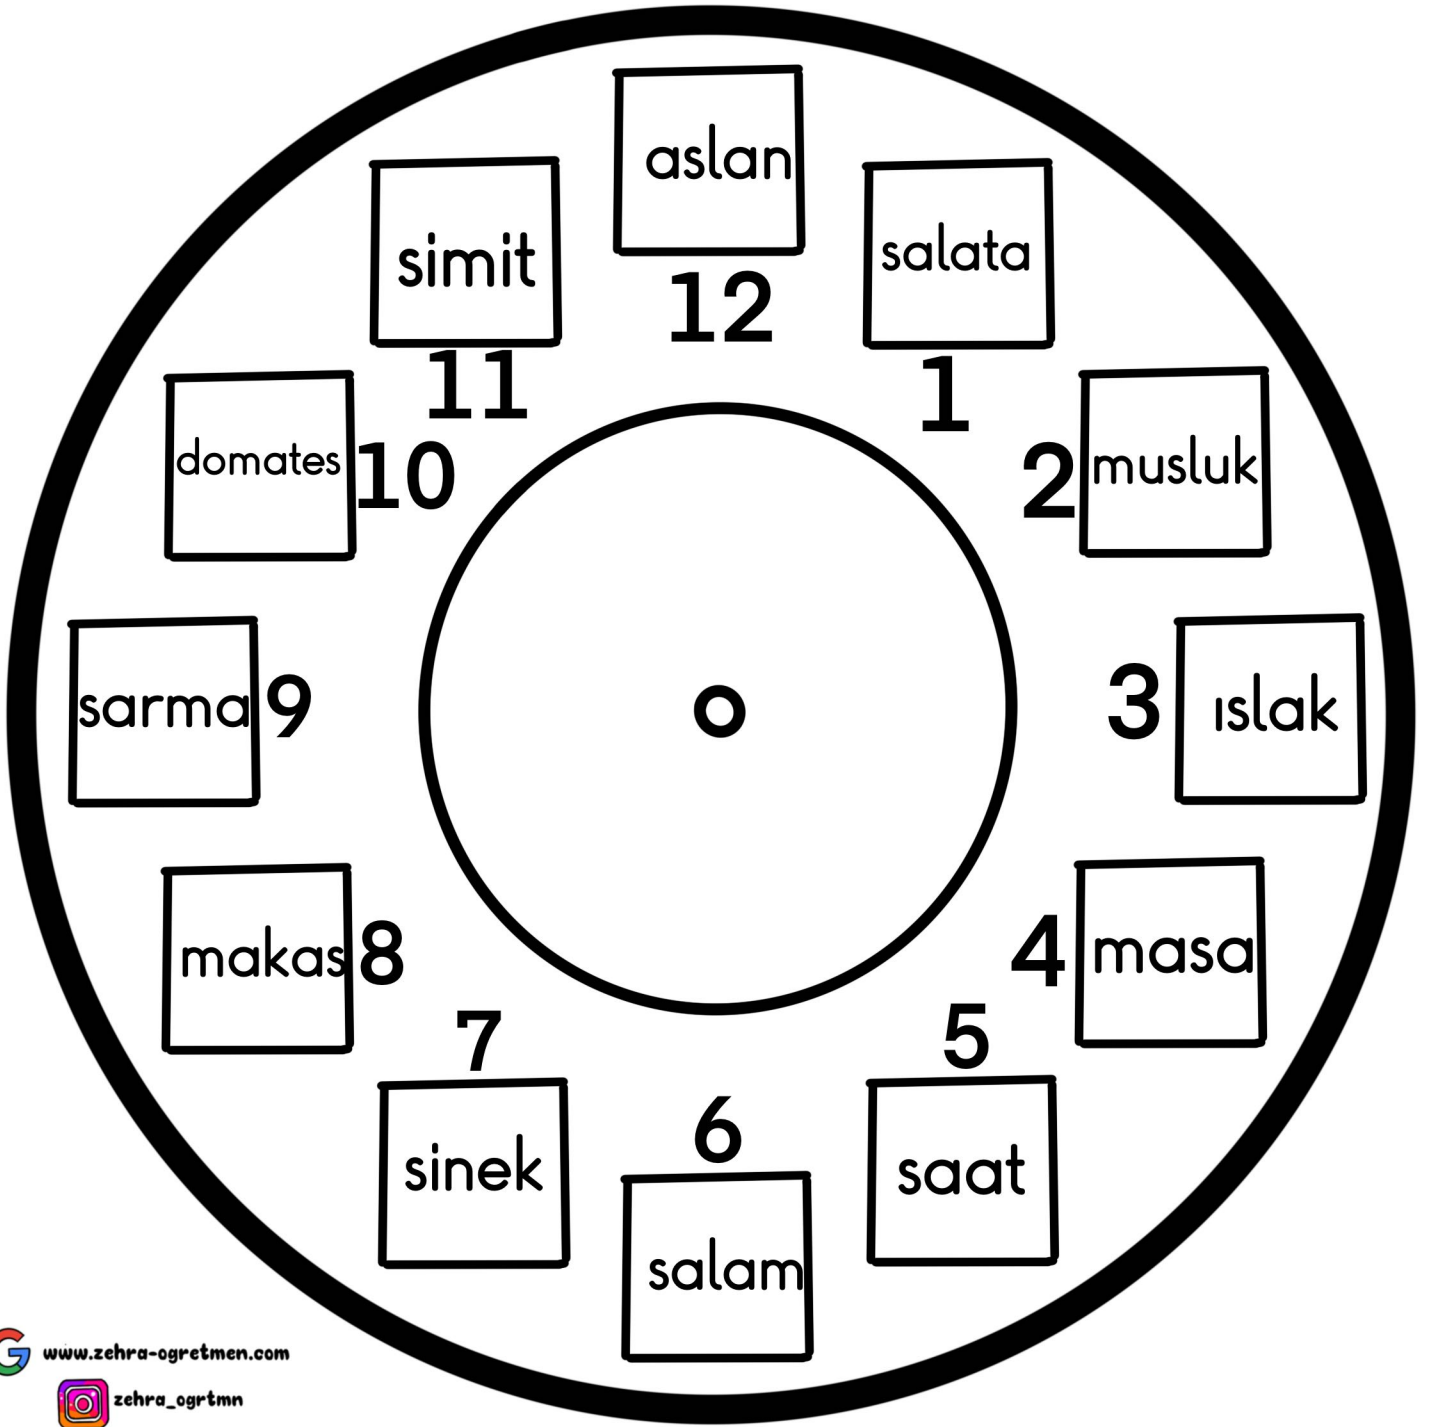 aslan
12
simit
11
salata
1
domates
10
2
musluk
sarma
9
3
ıslak
makas
8
4
masa
7
sinek
5
saat
6
salam
www.zehra-ogretmen.com
zehra_ogrtmn